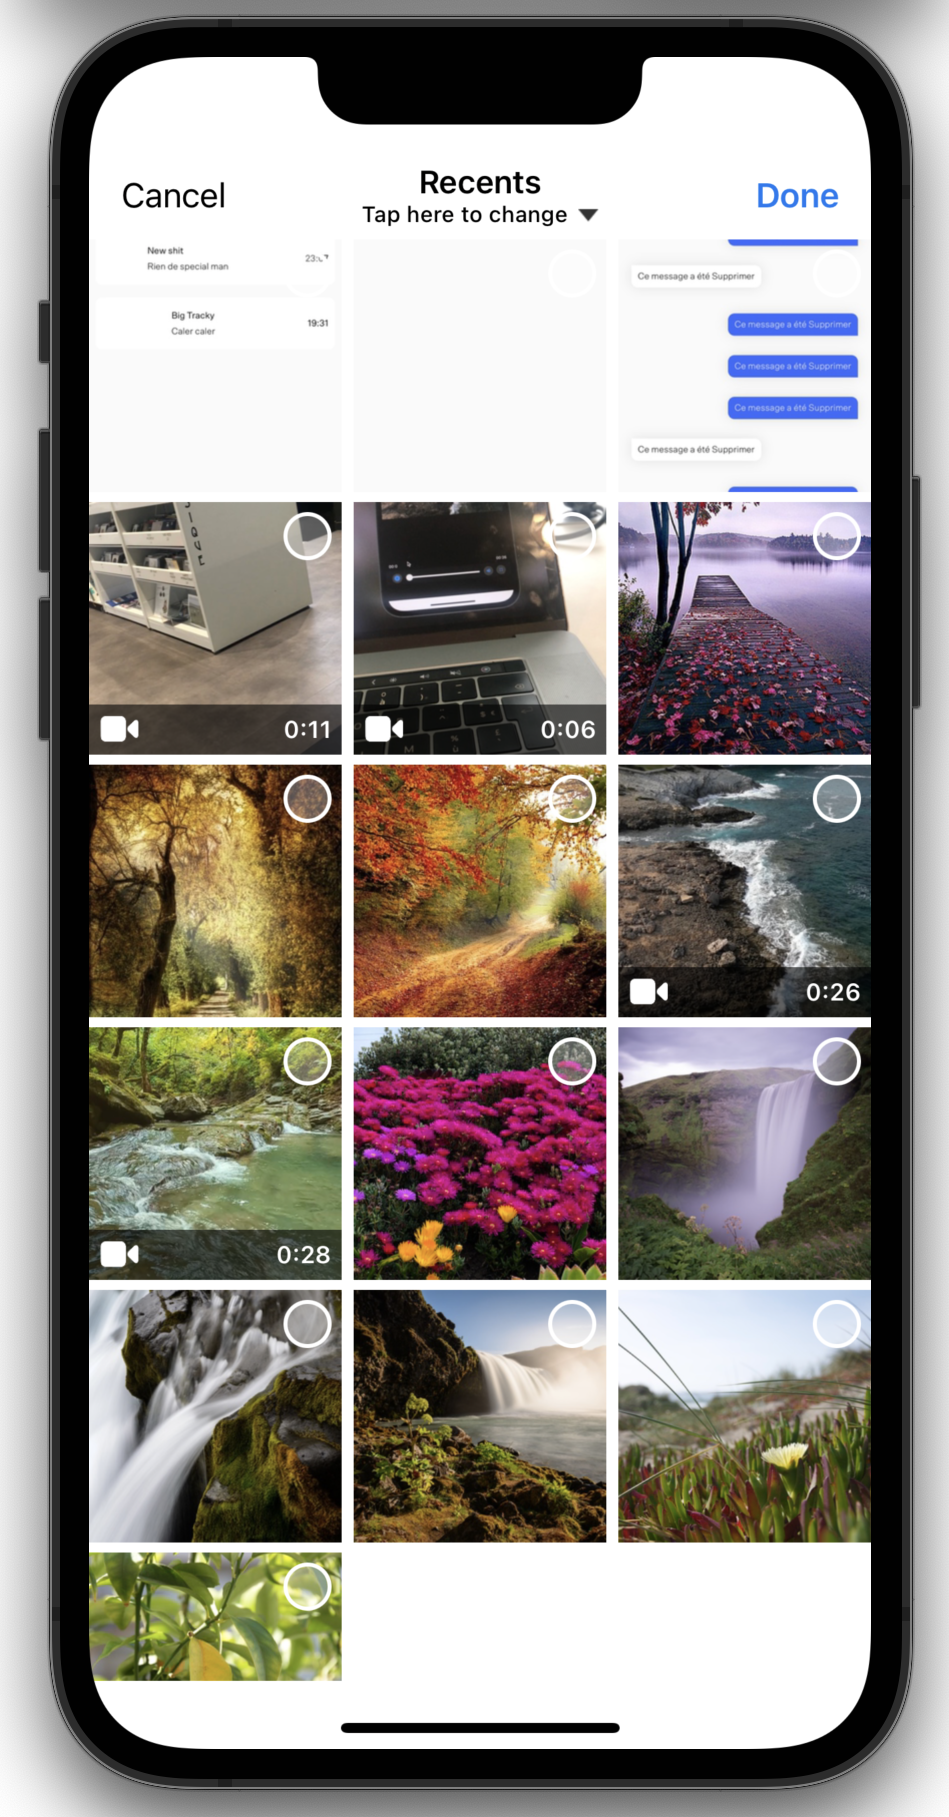 Cancel
Recents
Tap here to change
Done
New shit
Rien de special man
Big Tracky
Caler caler
19:31
Ce message a été Supprimer
Ce message a été Supprimer
Ce message a été Supprimer
Ce message a été Supprimer
Ce message a été Supprimer
0:11
0:06
0:26
0:28